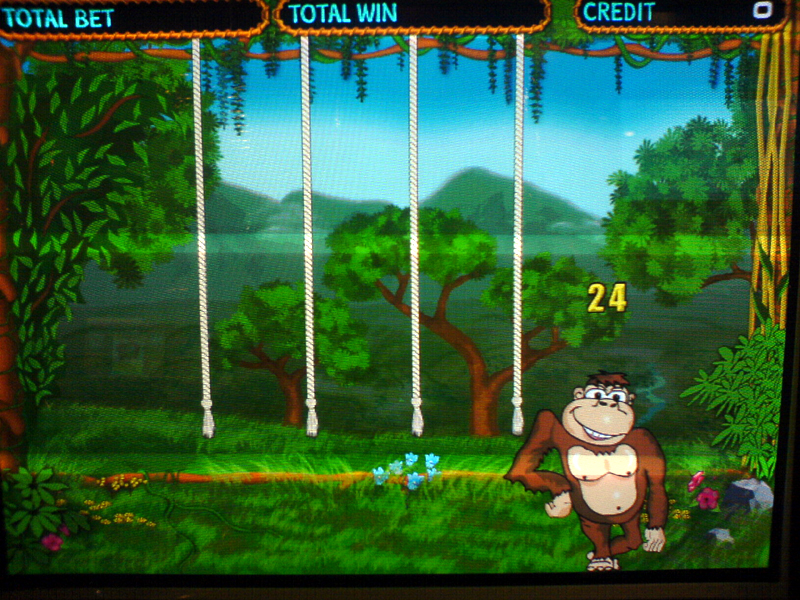 TOTAL BET
TOTAL WIN
CREDIT
0
24